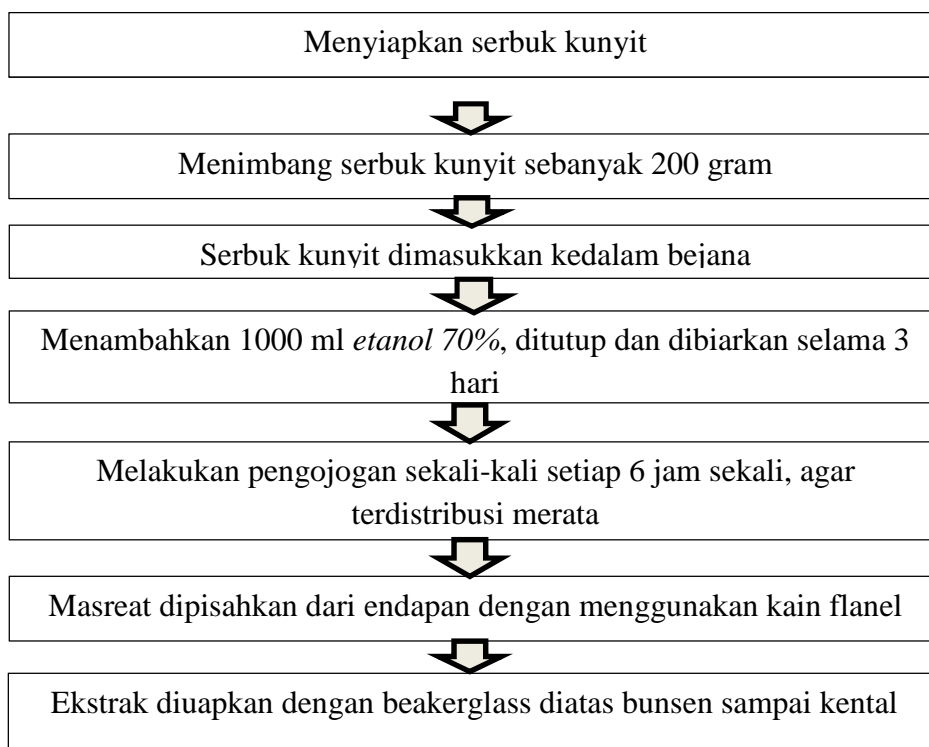 Menyiapkan serbuk kunyit
Menimbang serbuk kunyit sebanyak 200 gram
Serbuk kunyit dimasukkan kedalam bejana
Menambahkan 1000 ml etanol 70%, ditutup dan dibiarkan selama 3
hari
Melakukan pengojogan sekali-kali setiap 6 jam sekali, agar
terdistribusi merata
Masreat dipisahkan dari endapan dengan menggunakan kain flanel
Ekstrak diuapkan dengan beakerglass diatas bunsen sampai kental